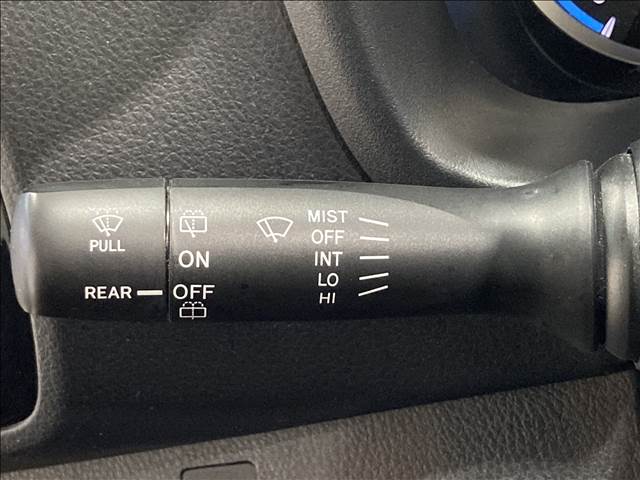 PULL
REAR
ON
OFF
MIST
OFF
INT
LO
HI